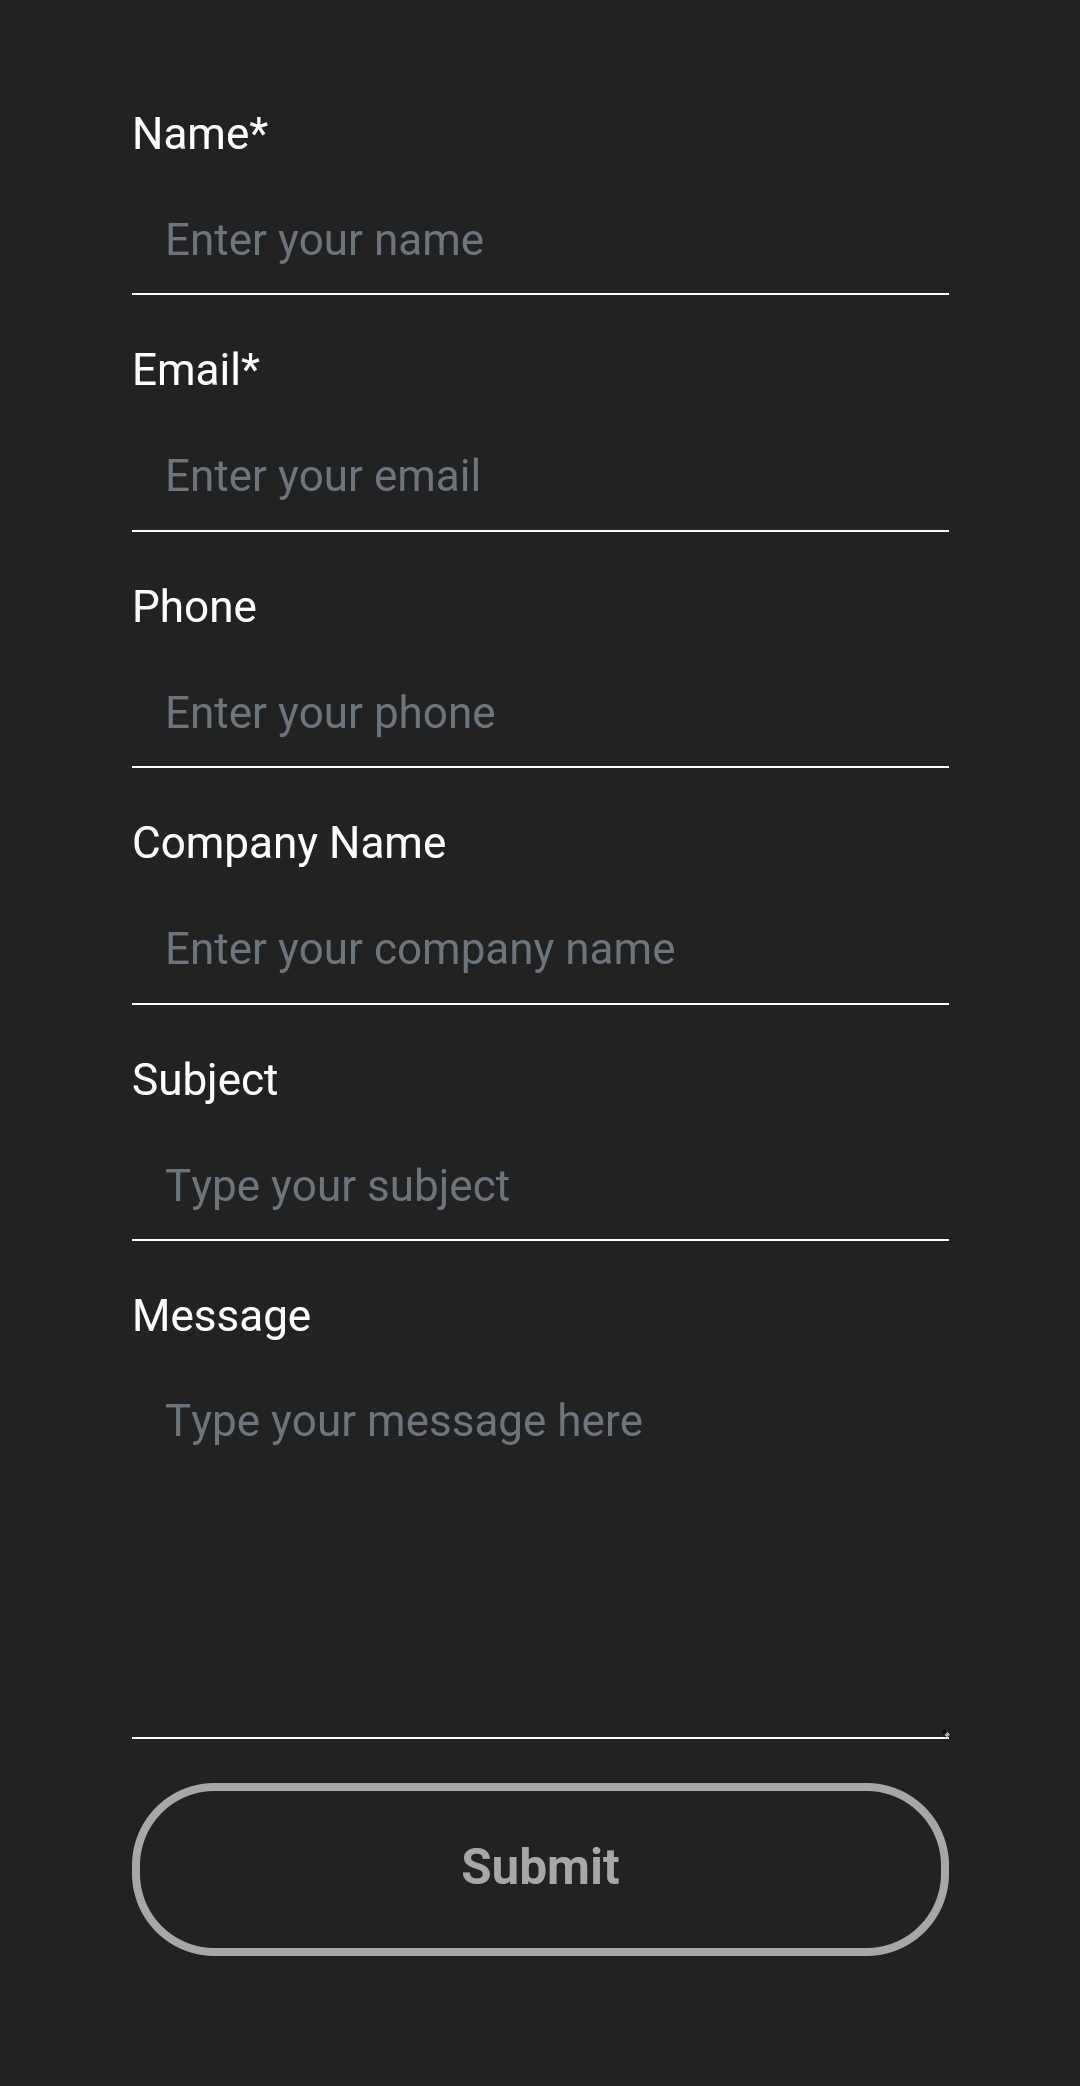 Name*
Enter your name
Email*
Enter your email
Phone
Enter your phone
Company Name
Enter your company name
Subject
Type your subject
Message
Type your message here
Submit